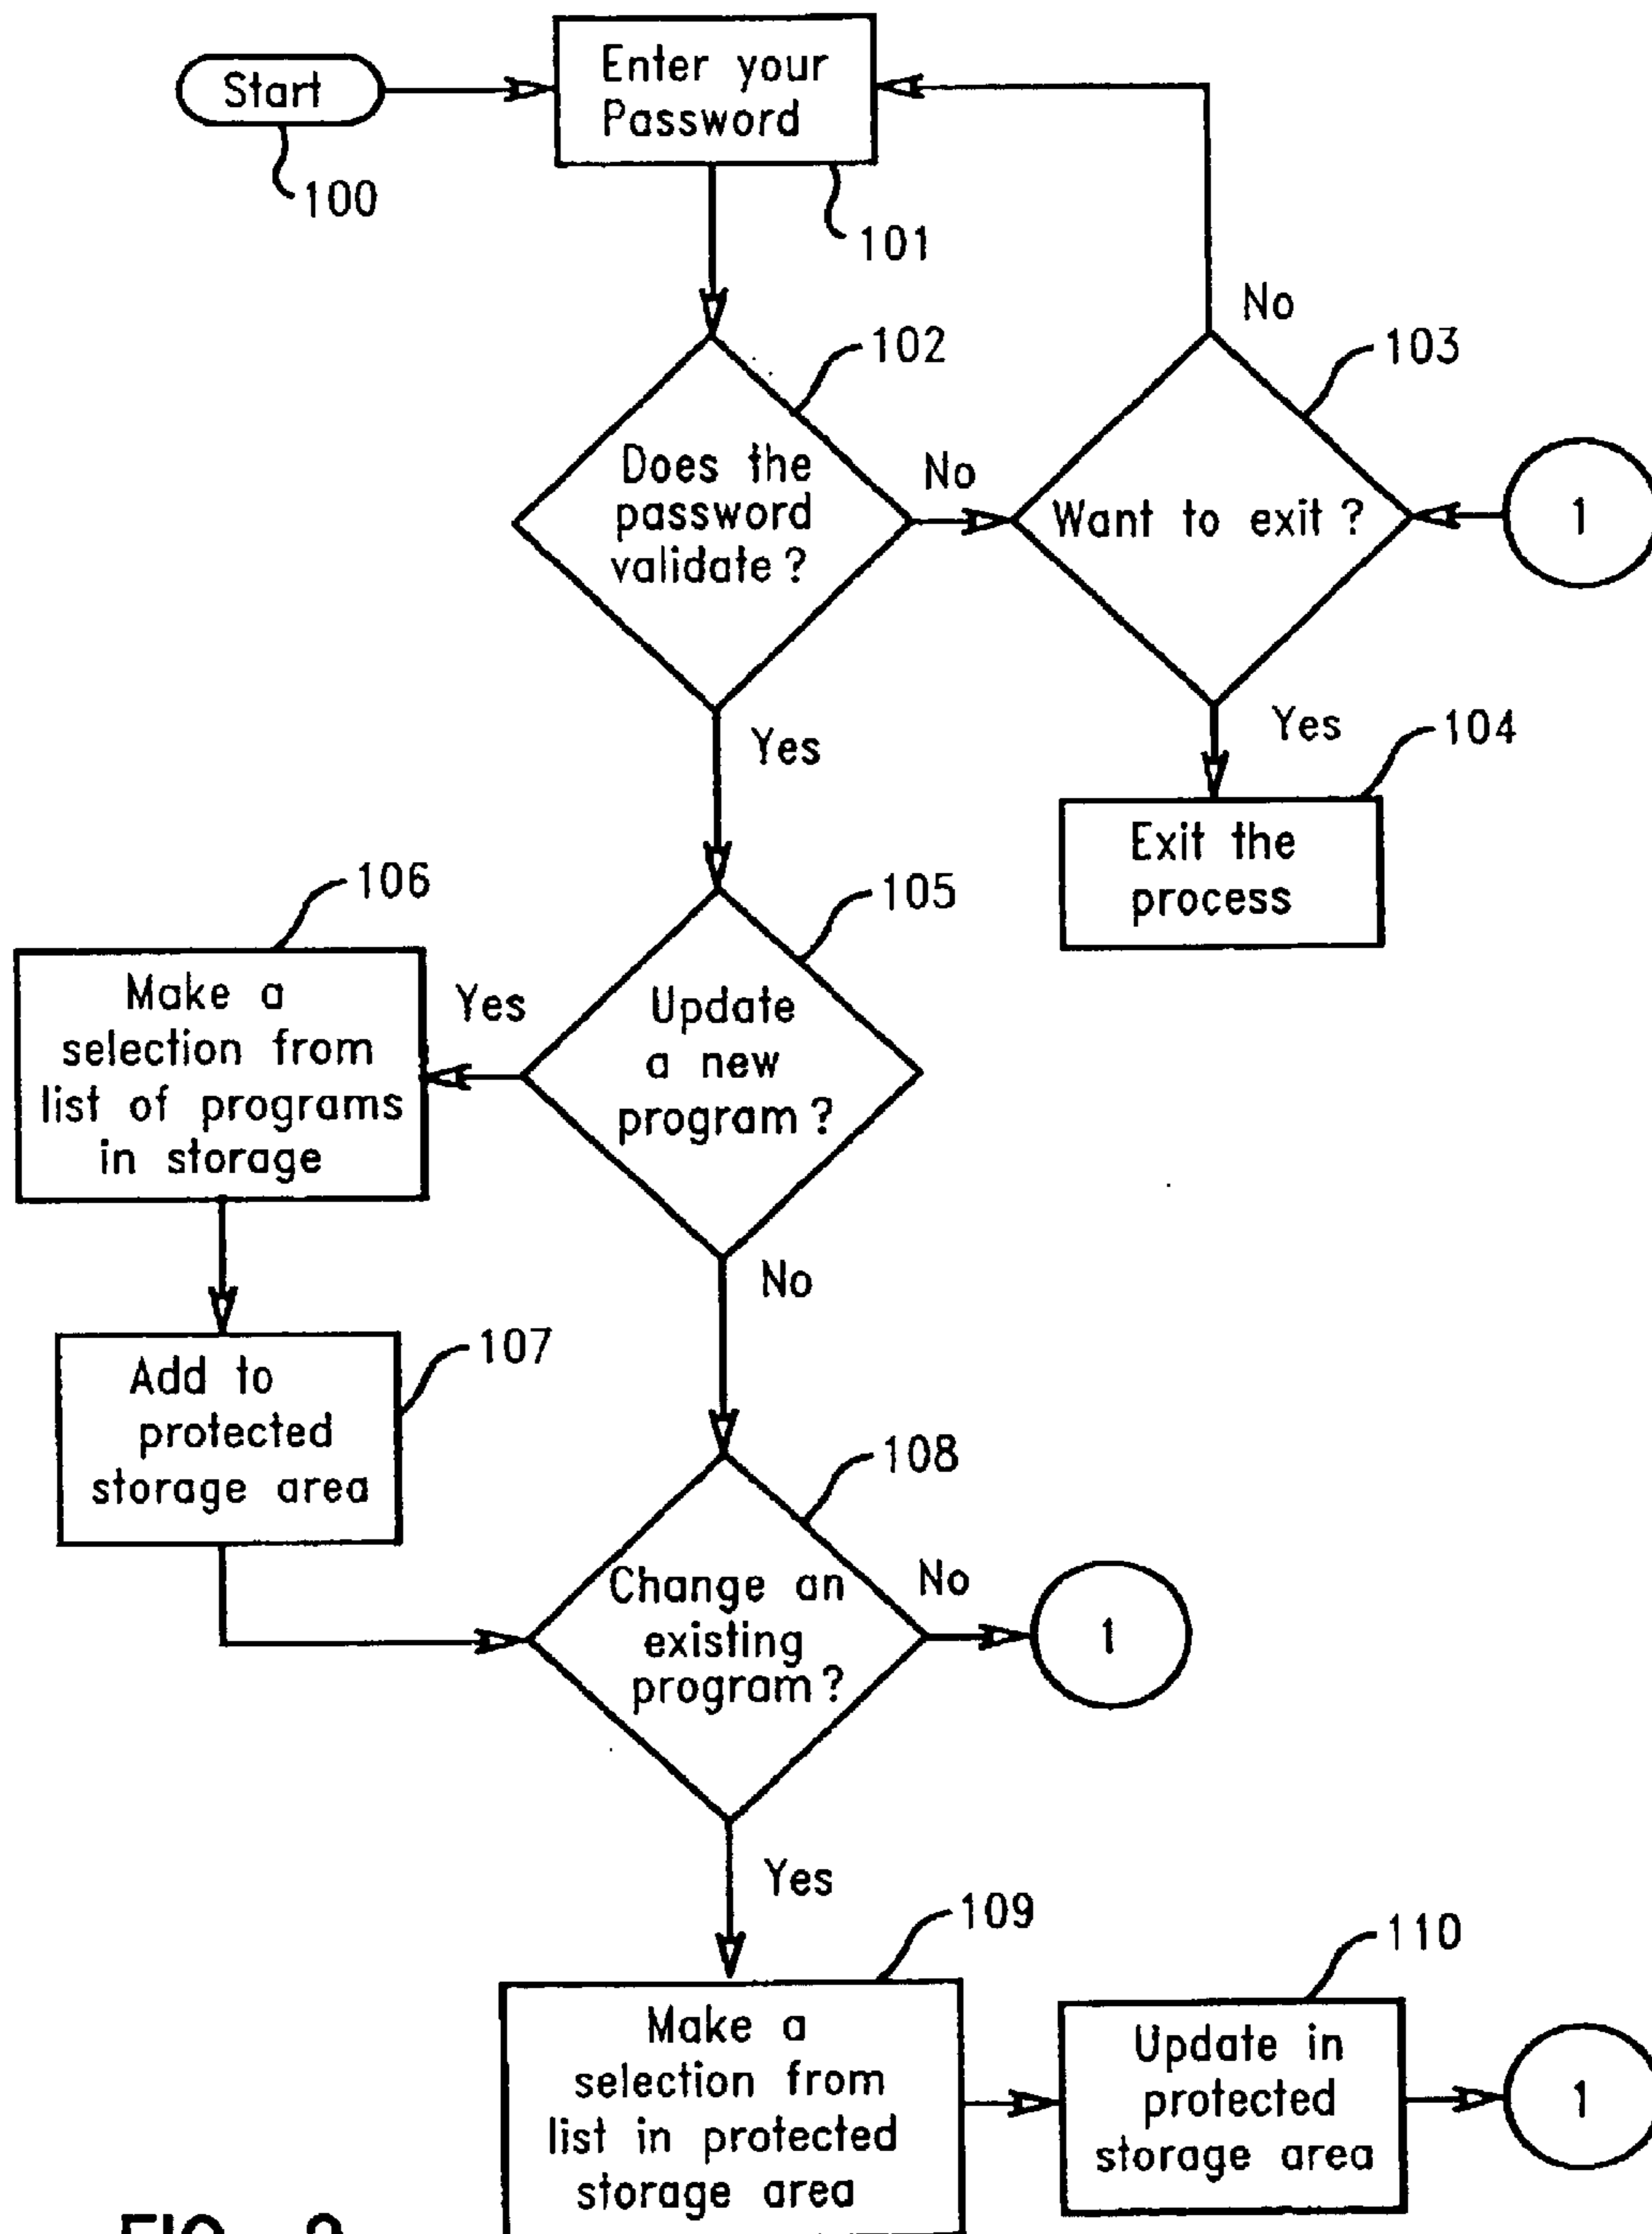 Start
100
Enter your
Password
101
Does the
password
validate?
102
No
Want to exit?
103
No
1
Yes
Exit the
process
104
Yes
Update
a new
program?
105
Yes
Make a
selection from
list of programs
in storage
106
Add to
protected
storage area
107
No
Change an
existing
program?
108
No
1
Yes
Make a
selection from
list in protected
storage area
109
Update in
protected
storage area
110
1